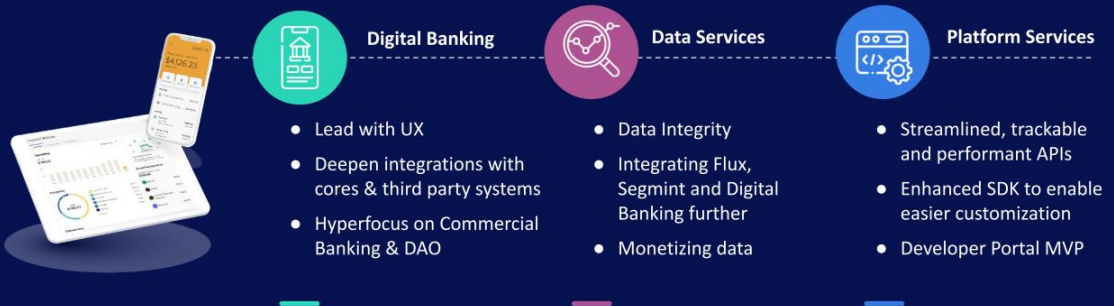 Digital Banking
Data Services
Platform Services
$4,126.23
● Lead with UX
● Deepen integrations with
cores & third party systems
● Hyperfocus on Commercial
Banking & DAO
● Data Integrity
● Integrating Flux,
Segmint and Digital
Banking further
● Monetizing data
● Streamlined, trackable
and performant APIs
● Enhanced SDK to enable
easier customization
● Developer Portal MVP